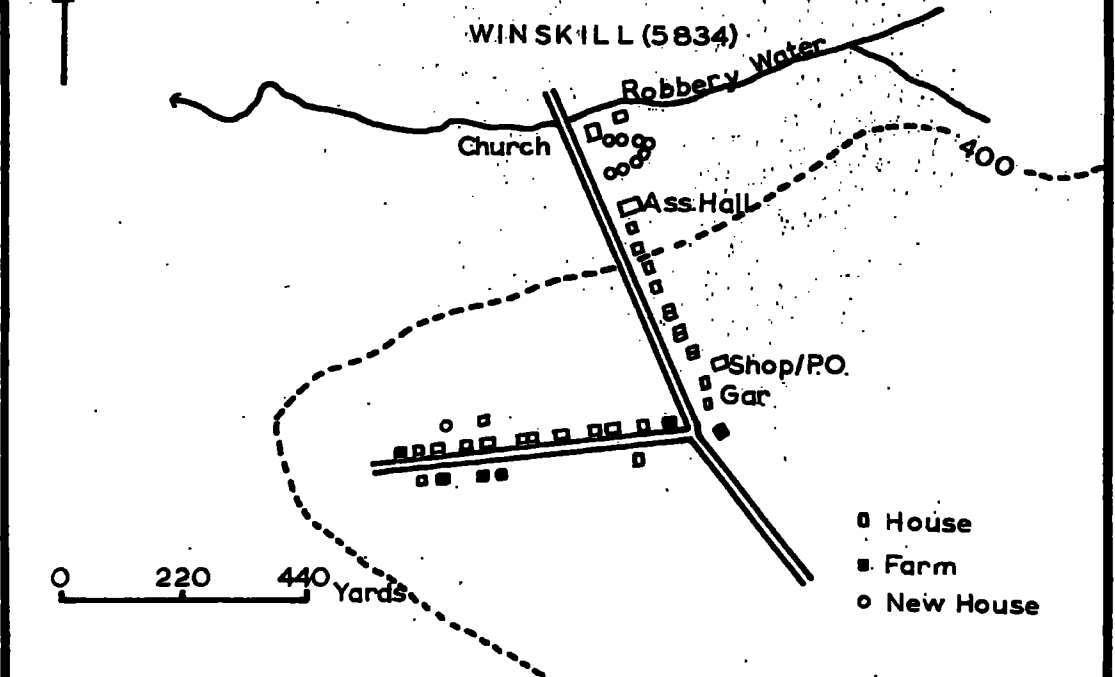 WINSKILL (5834)
Robbery Water
Church
400
Ass. Hall
Shop/P.O.
Gar
House
Farm
New House
0 220 440 Yards